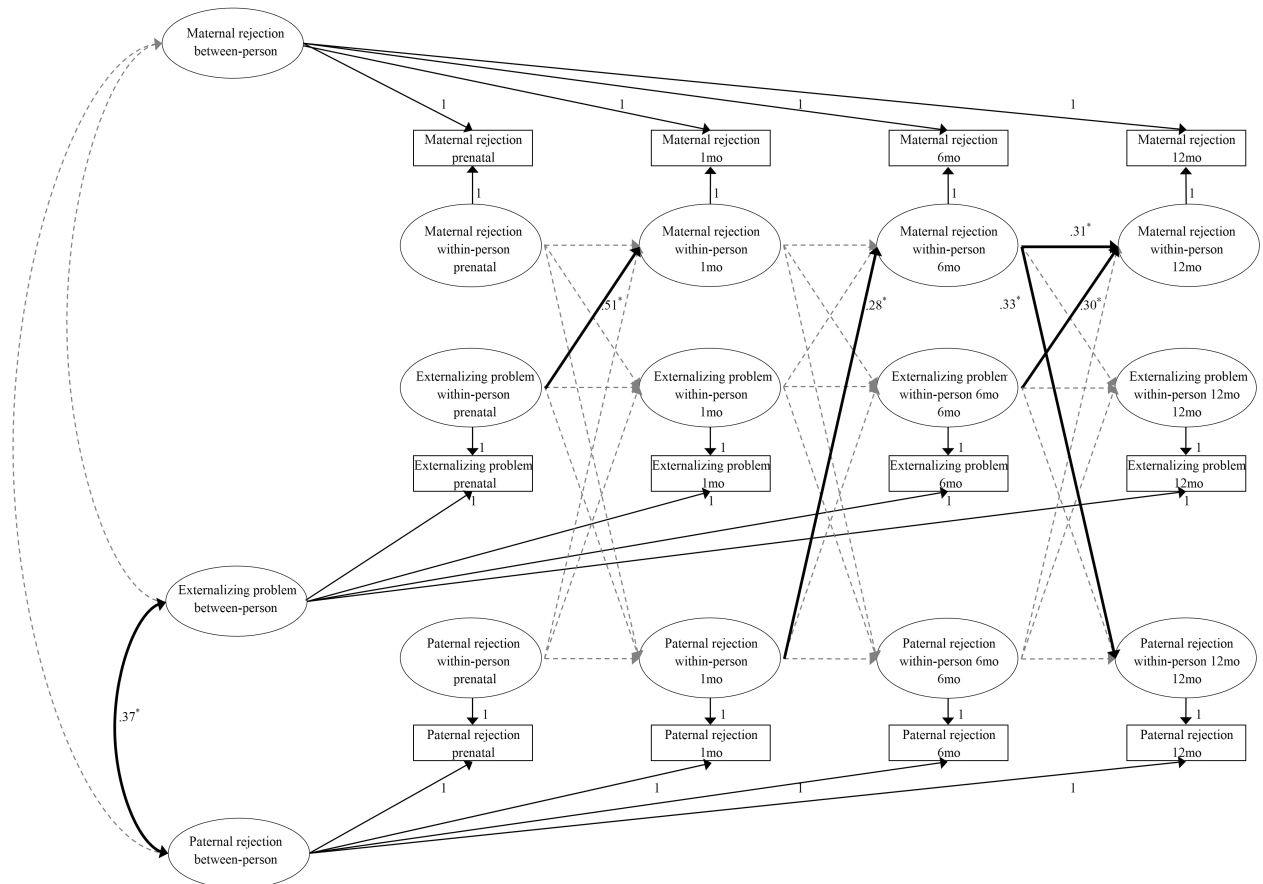 Maternal rejection
between-person
1
1
1
1
Maternal rejection
prenatal
Maternal rejection
1mo
Maternal rejection
6mo
Maternal rejection
12mo
1
1
1
1
Maternal rejection
within-person
prenatal
Maternal rejection
within-person
1mo
Maternal rejection
within-person
6mo
.31*
Maternal rejection
within-person
12mo
.51*
.28*
.33*
.30*
Externalizing problem
within-person
prenatal
Externalizing problem
within-person
1mo
Externalizing problem
within-person 6mo
6mo
Externalizing problem
within-person 12mo
12mo
1
1
1
1
Externalizing problem
prenatal
Externalizing problem
1mo
Externalizing problem
6mo
Externalizing problem
12mo
1
1
1
1
Externalizing problem
between-person
Paternal rejection
within-person
prenatal
Paternal rejection
within-person
1mo
Paternal rejection
within-person 6mo
6mo
Paternal rejection
within-person 12mo
12mo
.37*
1
1
1
1
Paternal rejection
prenatal
Paternal rejection
1mo
Paternal rejection
6mo
Paternal rejection
12mo
1
1
1
1
Paternal rejection
between-person